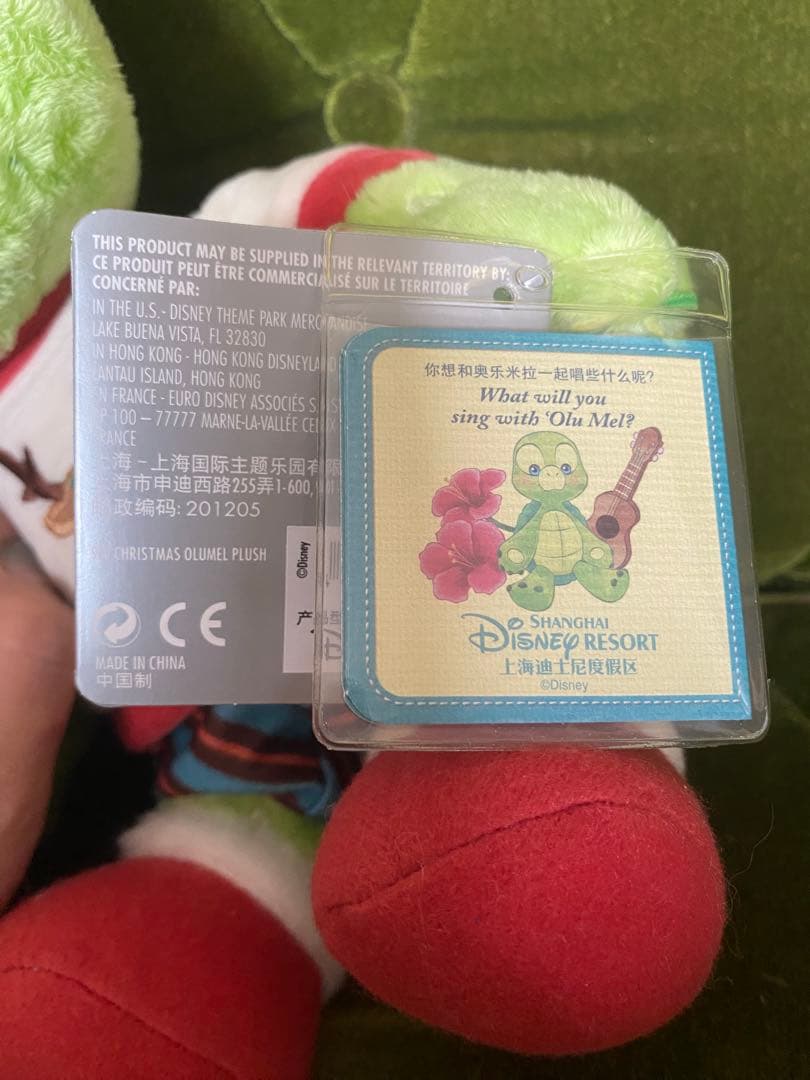 THIS PRODUCT MAY BE SUPPLIED IN THE RELEVANT TERRITORY BY:
CE PRODUIT PEUT ÊTRE COMMERCIALISÉ SUR LE TERRITOIRE
CONCERNÉ PAR:
IN THE U.S. - DISNEY THEME PARK MERCHANDISE
LAKE BUENA VISTA, FL 32830
IN HONG KONG - HONG KONG DISNEYLAND
LANTAU ISLAND, HONG KONG
IN FRANCE - EURO DISNEY ASSOCIÉS
BP 100 – 77777 MARNE-LA-VALLÉE
FRANCE
上海 – 上海国际主题乐园有限
上海市申迪西路255弄1-600,
邮政编码: 201205
CHRISTMAS OLUMEL PLUSH
CE
MADE IN CHINA
中国制
©Disney
产
你想和奥乐米拉一起唱些什么呢?
What will you
sing with 'Olu Mel?
SHANGHAI
DISNEY RESORT
上海迪士尼度假区
©Disney